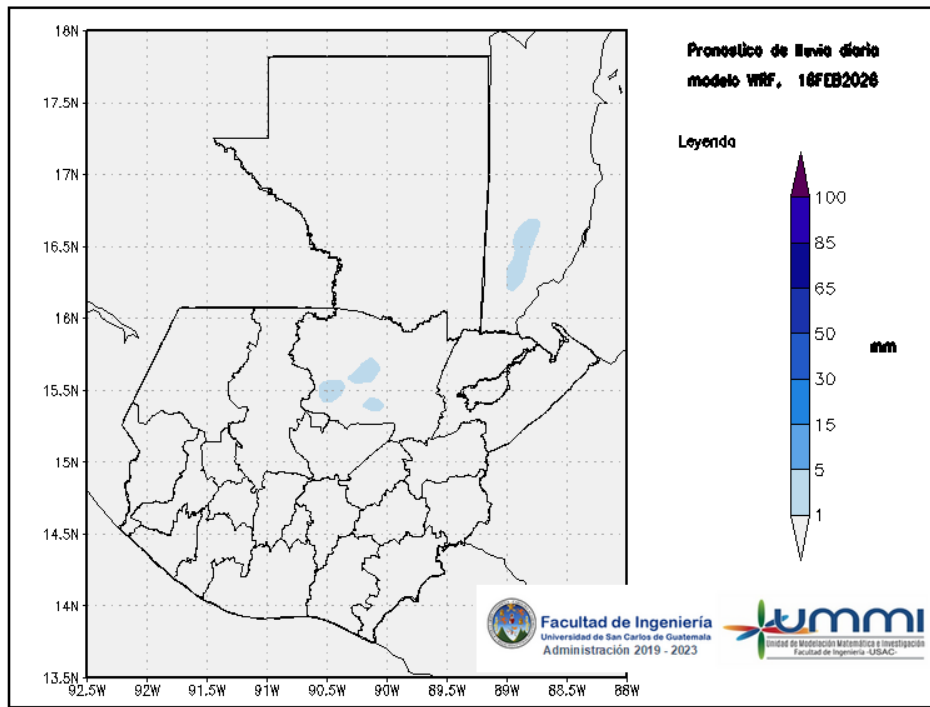 Pronostico de lluvia diaria
modelo WRF, 16FEB2026
Leyenda
100
85
65
50
30
15
5
1
mm
18N
17.5N
17N
16.5N
16N
15.5N
15N
14.5N
14N
13.5N
92.5W
92W
91.5W
91W
90.5W
90W
89.5W
89W
88.5W
88W
Facultad de Ingeniería
Universidad de San Carlos de Guatemala
Administración 2019 - 2023
UMMI
Unidad de Modelación Matemática e Investigación
Facultad de Ingeniería -USAC-